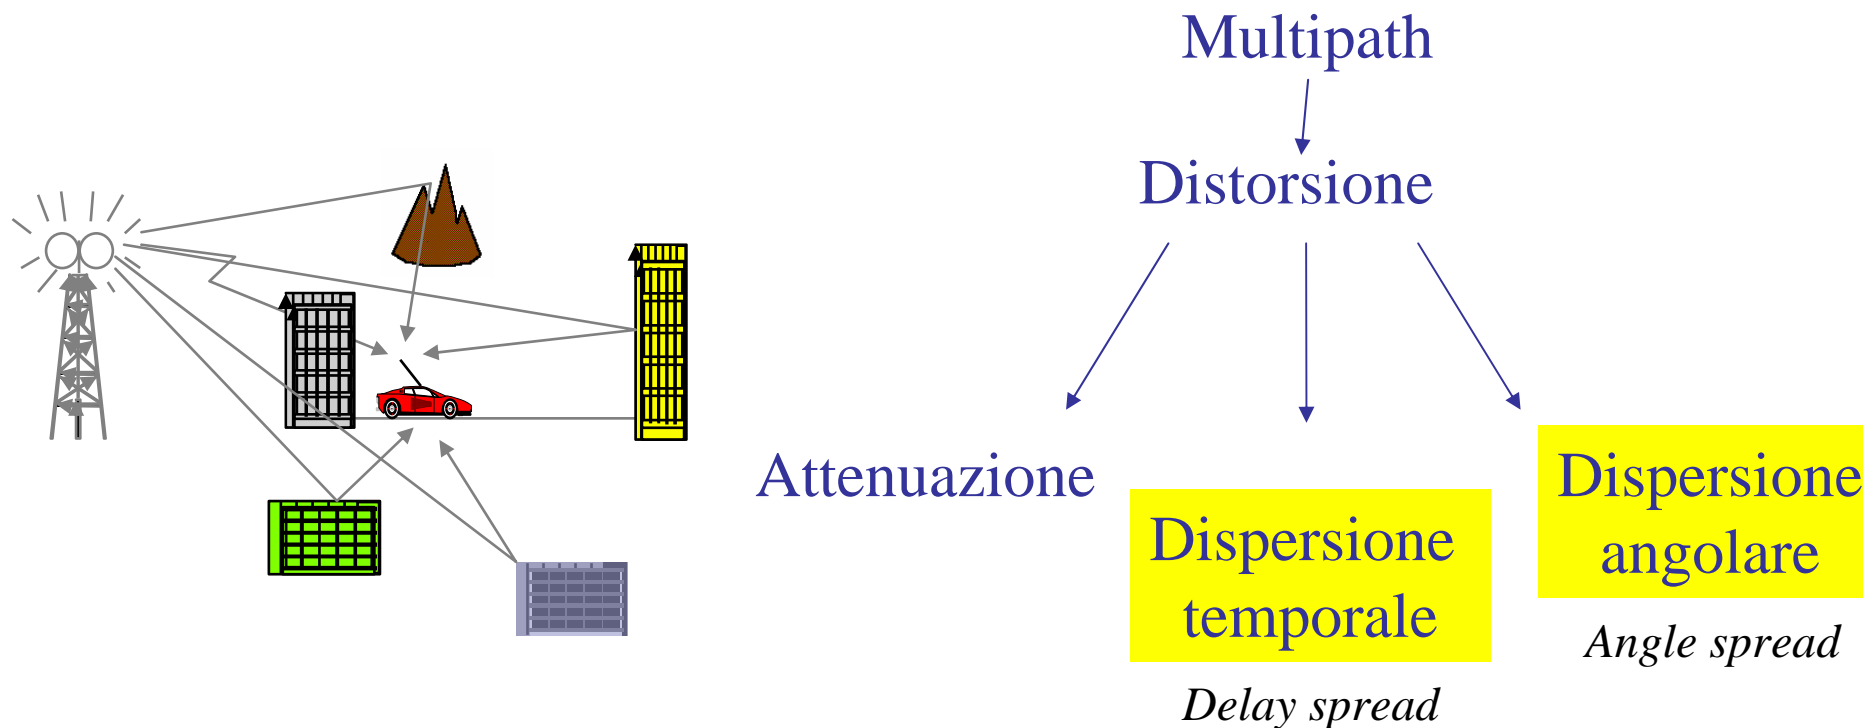 Multipath
Distorsione
Attenuazione
Dispersione
temporale
Delay spread
Dispersione
angolare
Angle spread